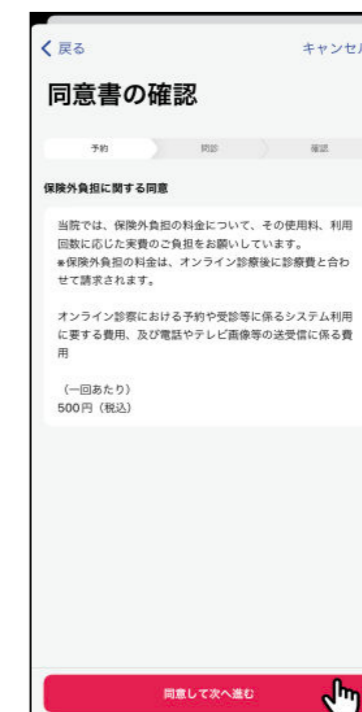 戻る
キャンセル
同意書の確認
予約
問診
確認
保険外負担に関する同意
当院では、保険外負担の料金について、その使用料、利用
回数に応じた実費のご負担をお願いしています。
*保険外負担の料金は、オンライン診療後に診療費と合わ
せて請求されます。
オンライン診察における予約や受診等に係るシステム利用
に要する費用、及び電話やテレビ画像等の送受信に係る費
用
（一回あたり）
500円（税込）
同意して次へ進む